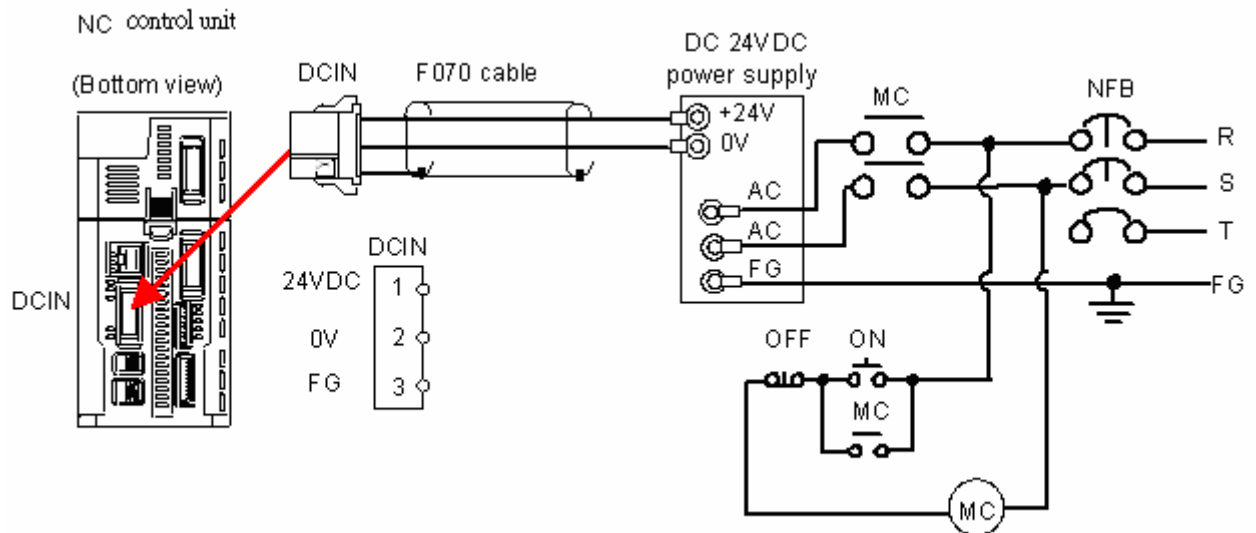 NC control unit
(Bottom view)
DCIN
DCIN
F070 cable
DC 24VDC
power supply
+24V
0V
AC
AC
FG
MC
NFB
R
S
T
FG
DCIN
24VDC 1
0V 2
FG 3
OFF ON
MC
MC